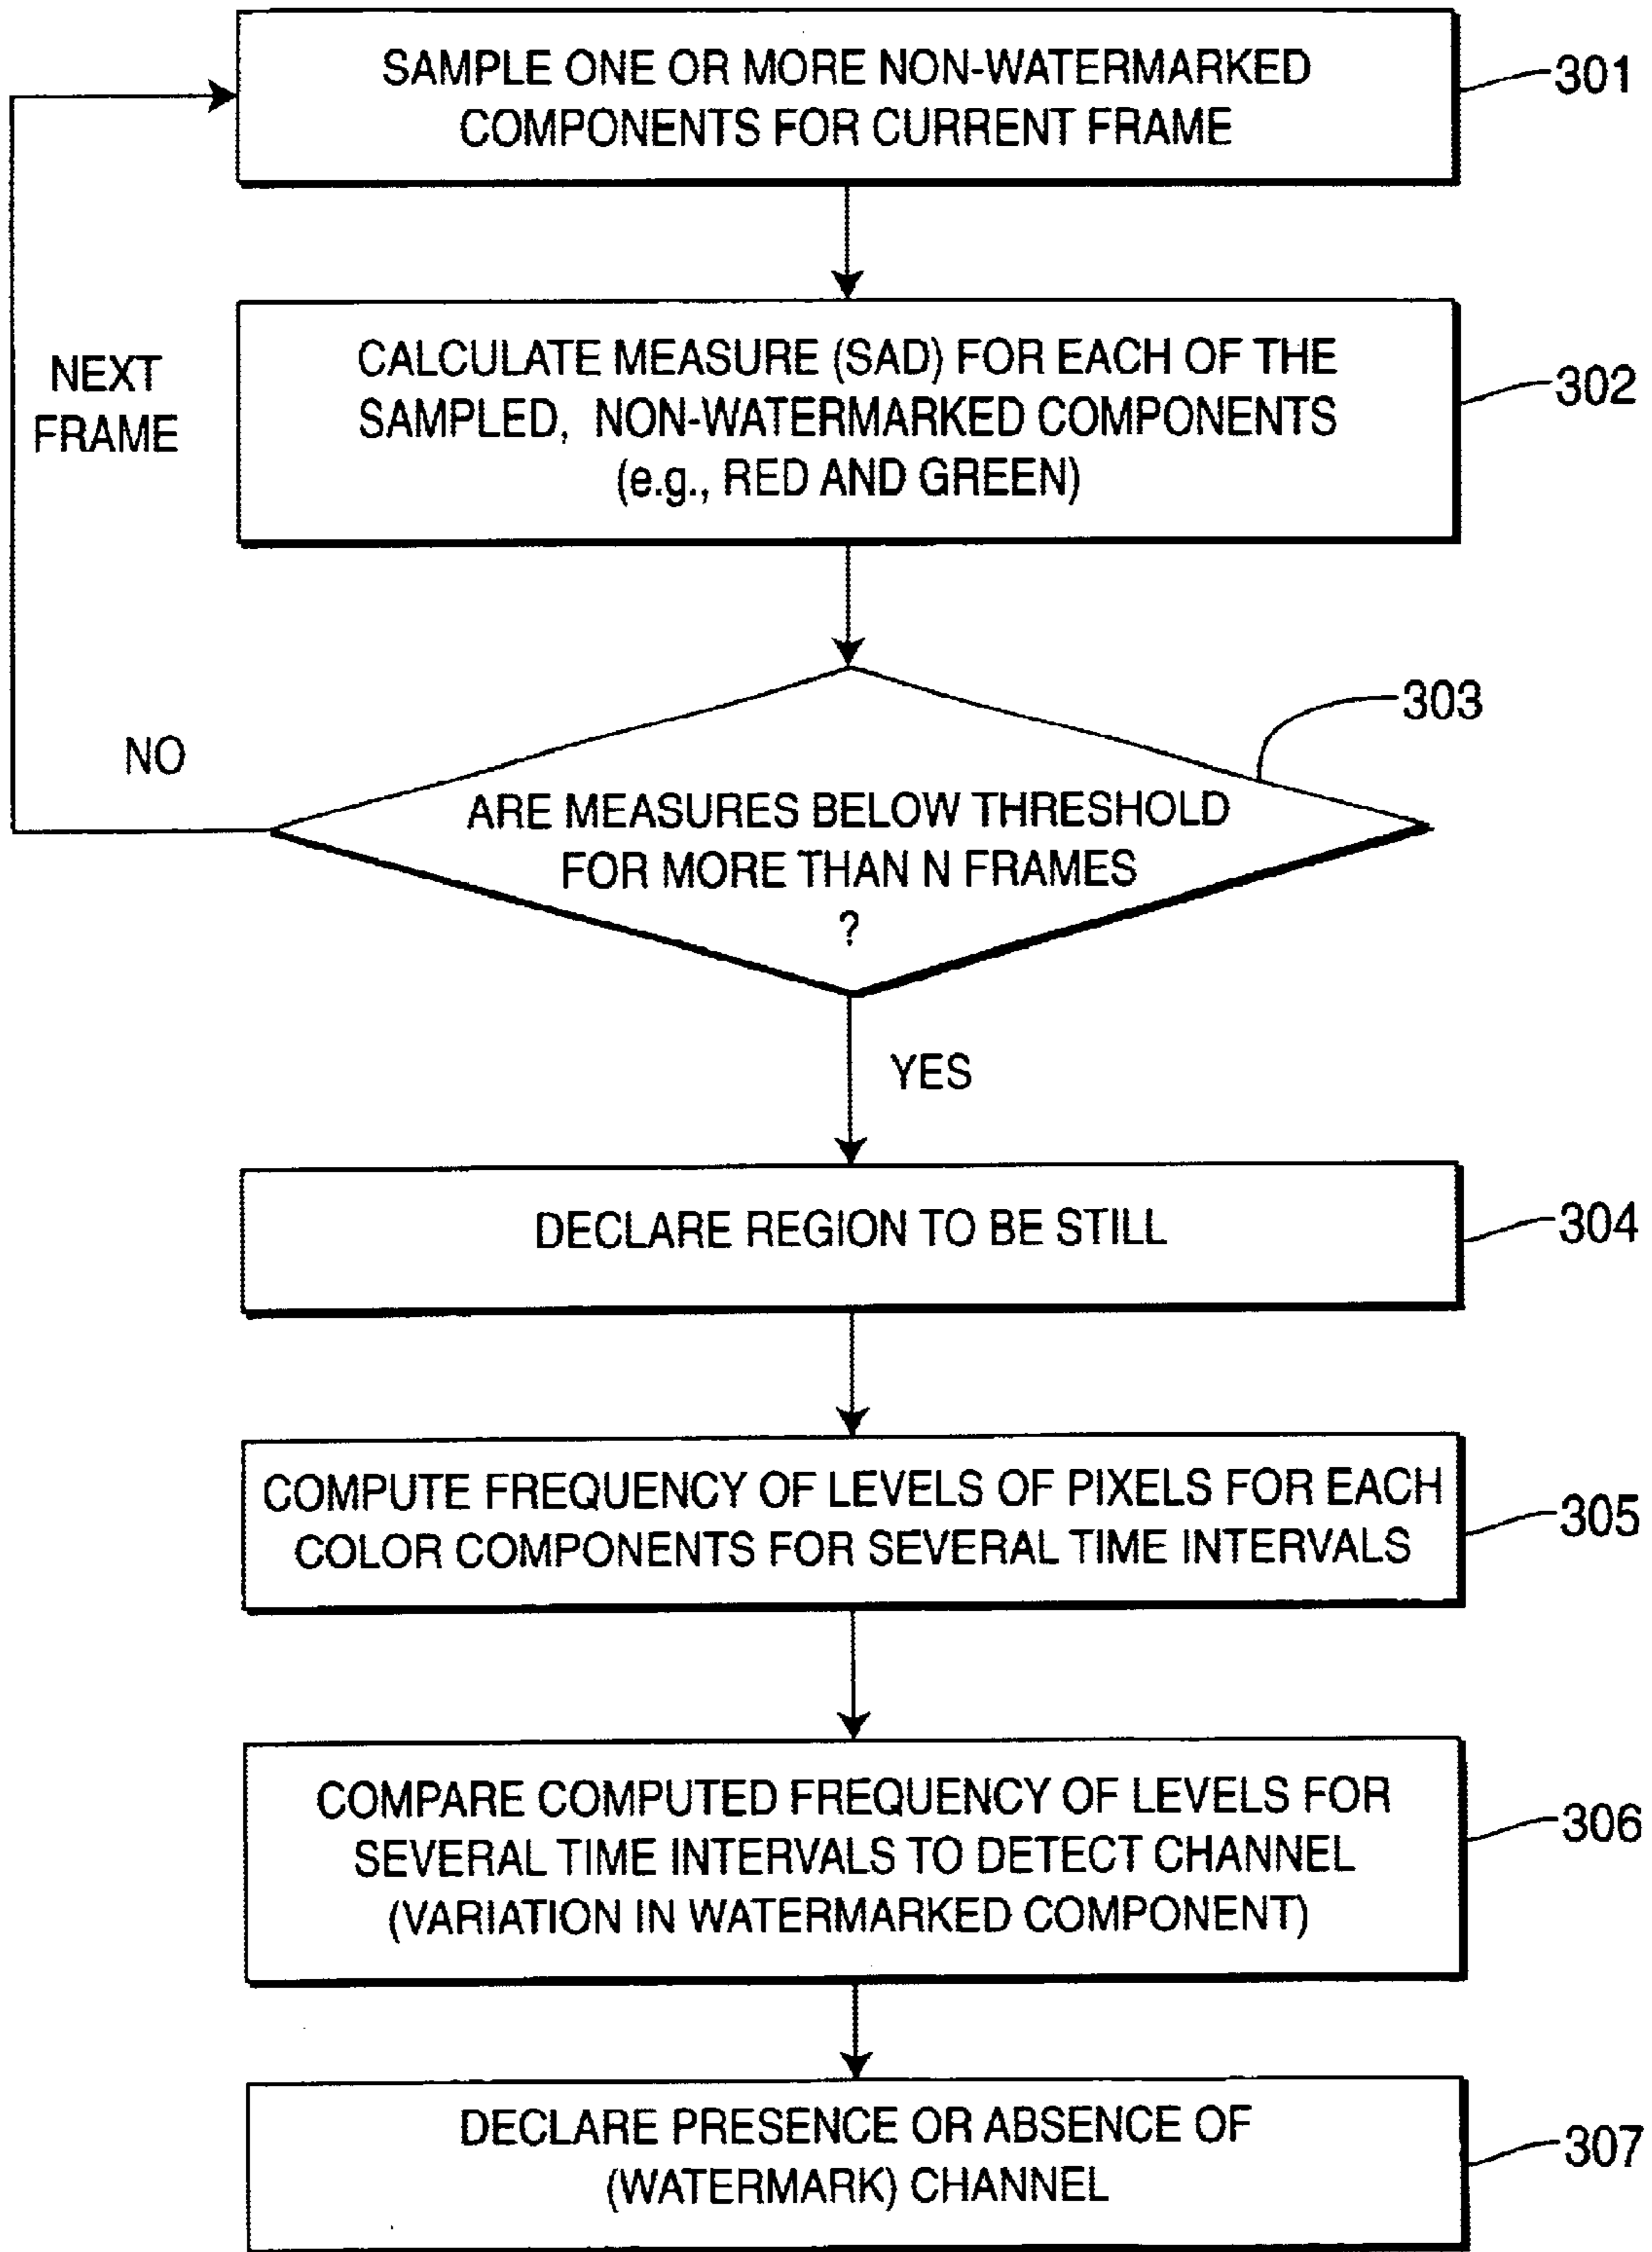 SAMPLE ONE OR MORE NON-WATERMARKED
COMPONENTS FOR CURRENT FRAME
301
CALCULATE MEASURE (SAD) FOR EACH OF THE
SAMPLED, NON-WATERMARKED COMPONENTS
(e.g., RED AND GREEN)
302
NEXT
FRAME
303
NO
ARE MEASURES BELOW THRESHOLD
FOR MORE THAN N FRAMES
?
YES
DECLARE REGION TO BE STILL
304
COMPUTE FREQUENCY OF LEVELS OF PIXELS FOR EACH
COLOR COMPONENTS FOR SEVERAL TIME INTERVALS
305
COMPARE COMPUTED FREQUENCY OF LEVELS FOR
SEVERAL TIME INTERVALS TO DETECT CHANNEL
(VARIATION IN WATERMARKED COMPONENT)
306
DECLARE PRESENCE OR ABSENCE OF
(WATERMARK) CHANNEL
307